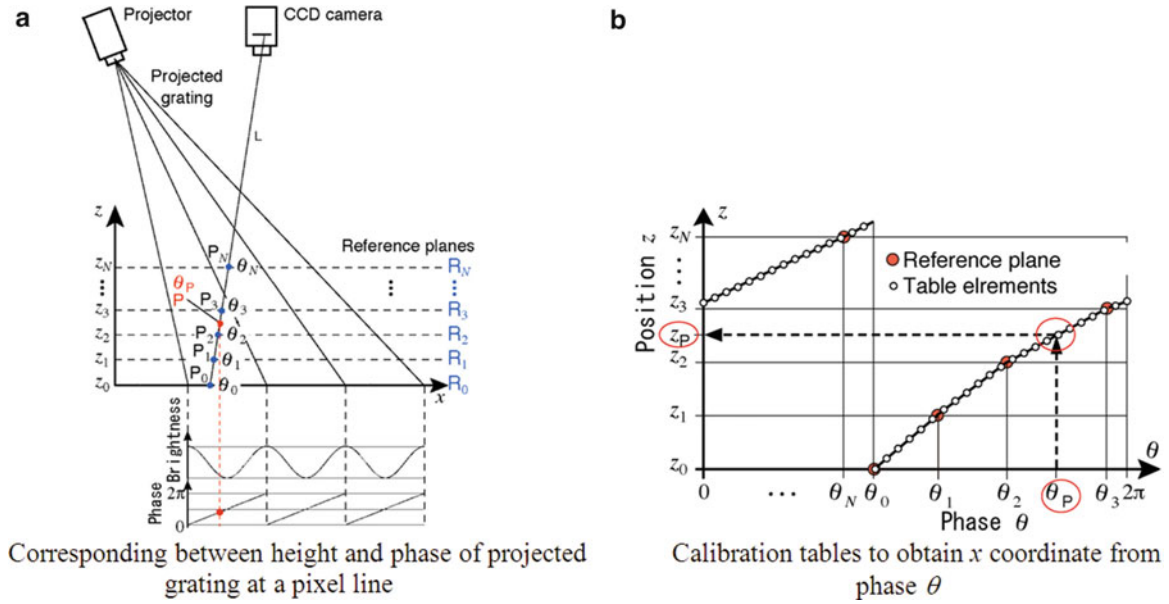 a
Projector
CCD camera
Projected
grating
L
z
Reference planes
P_N
θ_N
z_N
R_N
θ_P
P
P_3
θ_3
z_3
R_3
P_2
θ_2
z_2
R_2
P_1
θ_1
z_1
R_1
P_0
θ_0
z_0
R_0
x
Brightness
Phase
2π
0
Corresponding between height and phase of projected
grating at a pixel line
b
z
Position z
z_N
Reference plane
Table elrements
z_3
z_P
z_2
z_1
z_0
θ
0
...
θ_N
θ_0
θ_1
θ_2
θ_P
θ_3
2π
Phase θ
Calibration tables to obtain x coordinate from
phase θ